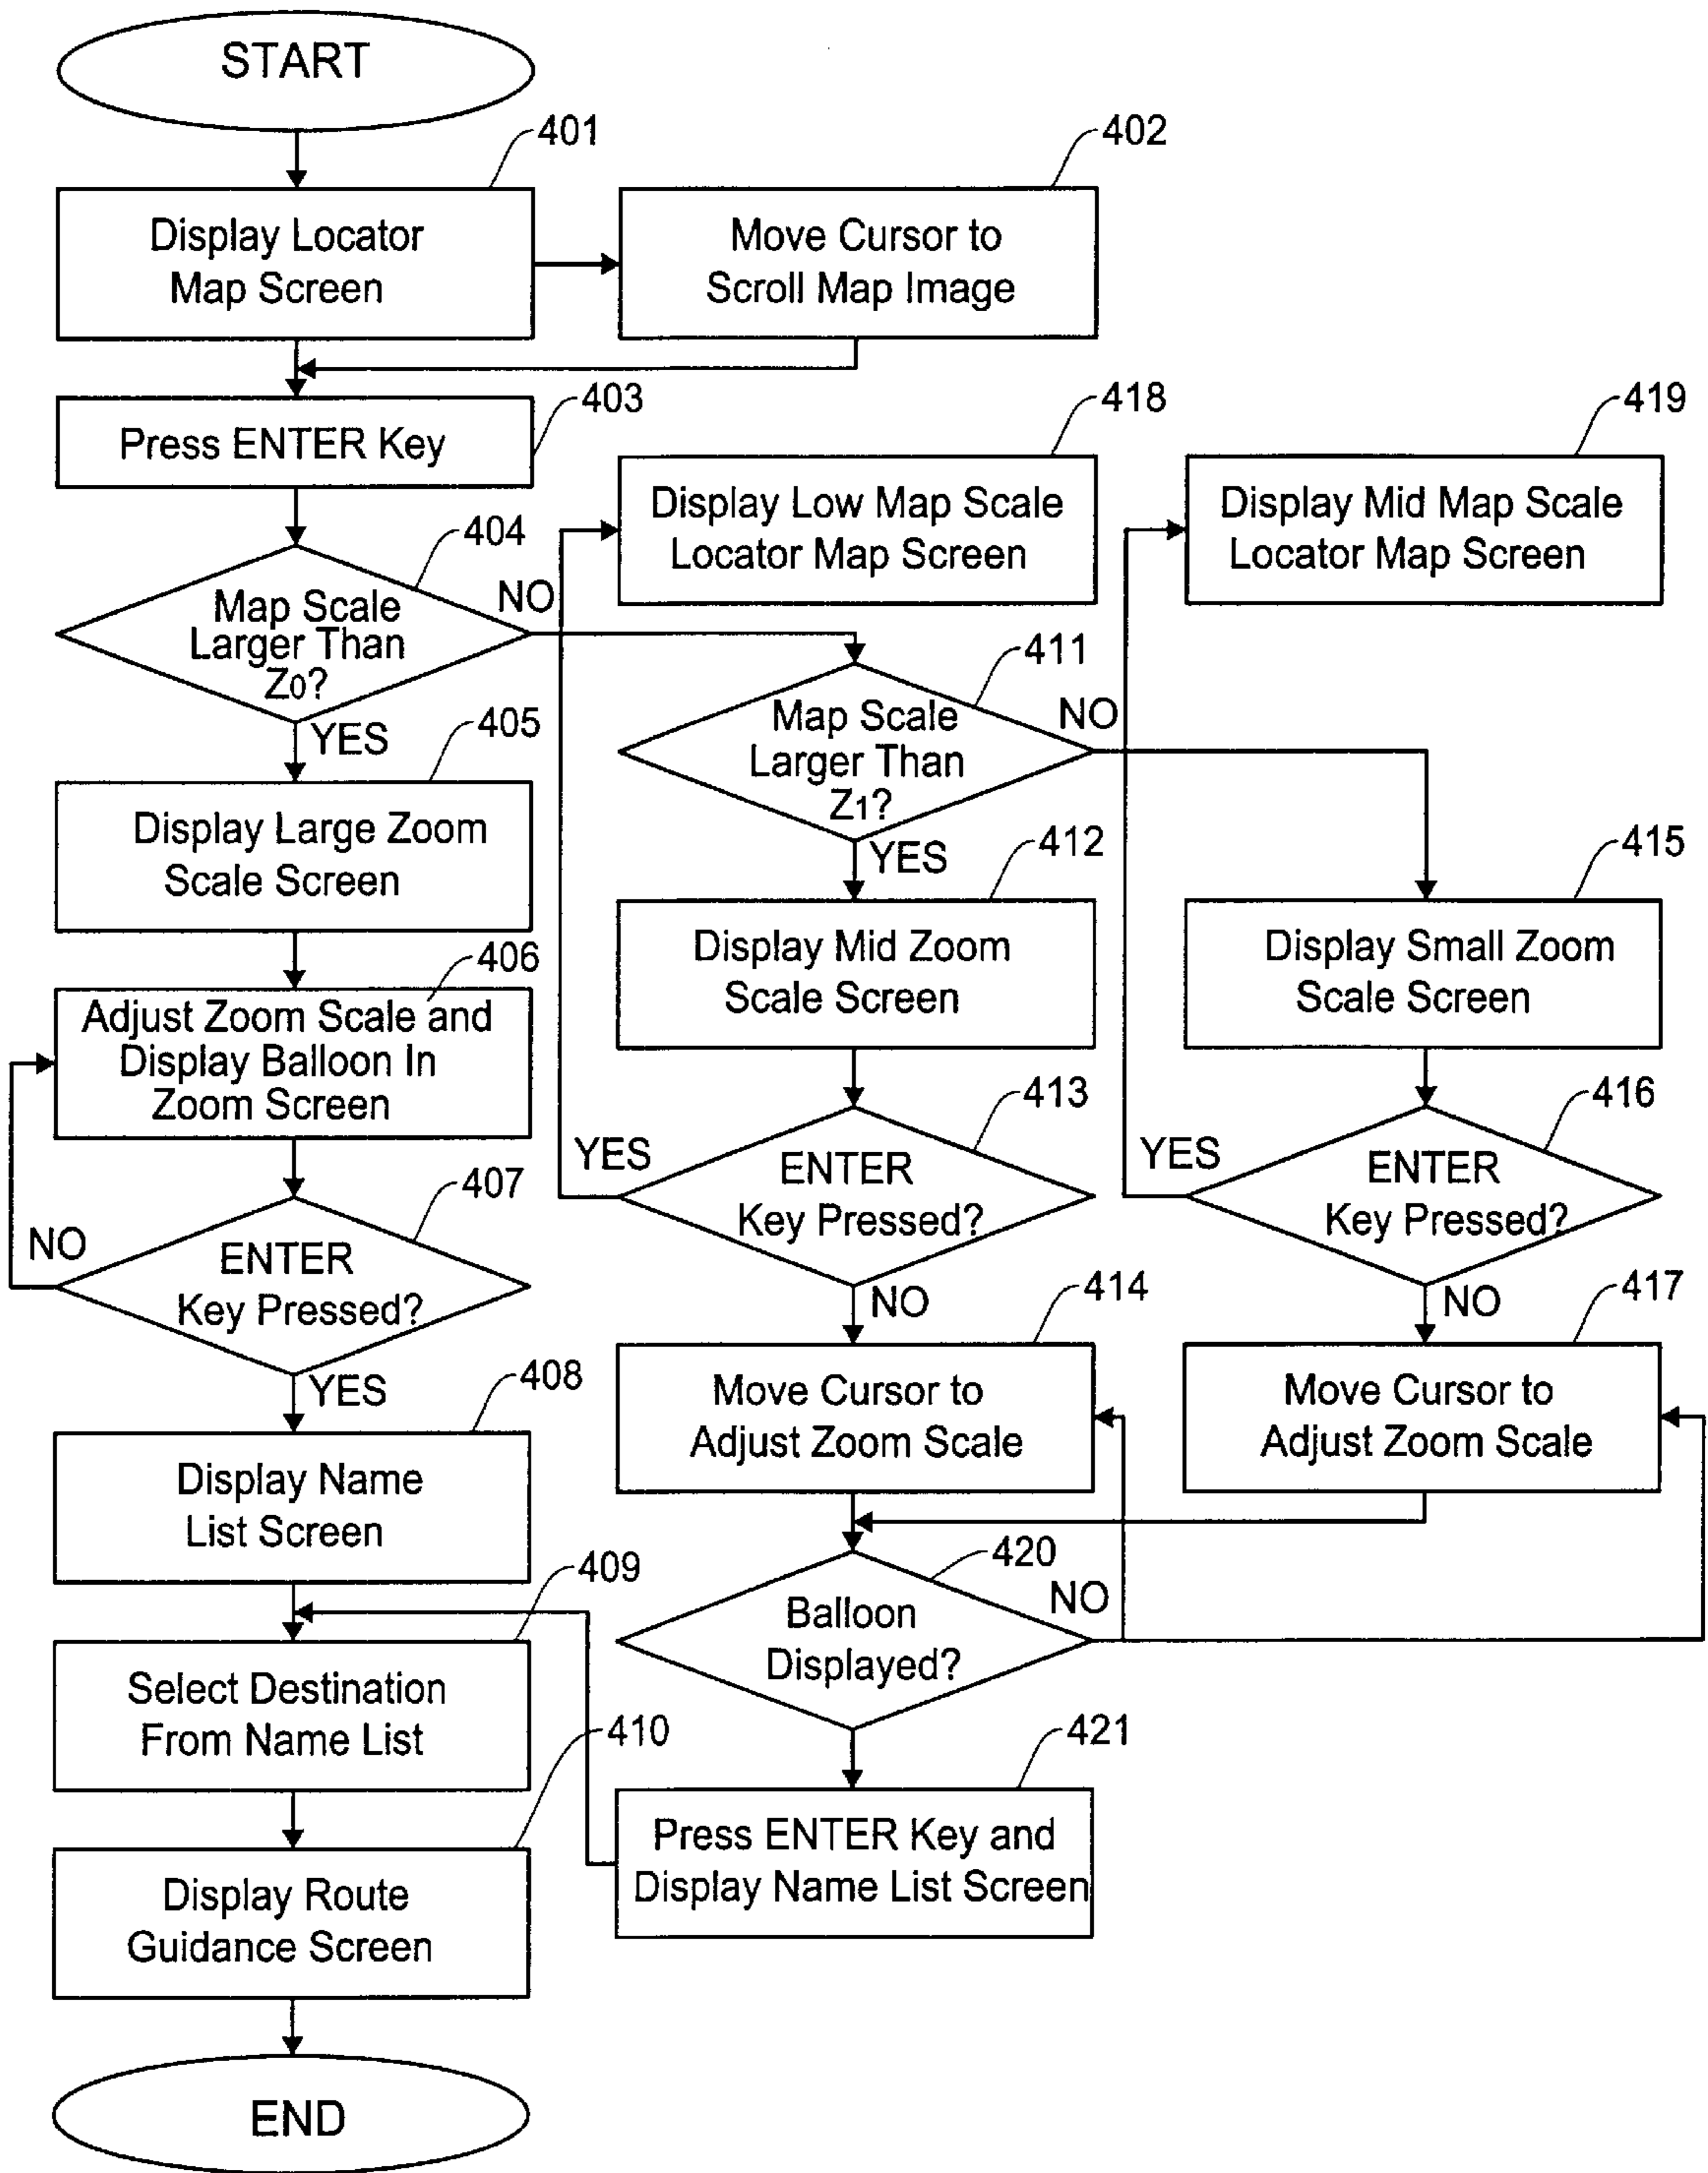 START
401
Display Locator
Map Screen
402
Move Cursor to
Scroll Map Image
403
Press ENTER Key
404
Map Scale
Larger Than
Z0?
NO
YES
405
Display Large Zoom
Scale Screen
406
Adjust Zoom Scale and
Display Balloon In
Zoom Screen
407
ENTER
Key Pressed?
NO
YES
408
Display Name
List Screen
409
Select Destination
From Name List
410
Display Route
Guidance Screen
END
418
Display Low Map Scale
Locator Map Screen
411
Map Scale
Larger Than
Z1?
NO
YES
412
Display Mid Zoom
Scale Screen
413
ENTER
Key Pressed?
YES
NO
414
Move Cursor to
Adjust Zoom Scale
420
Balloon
Displayed?
NO
421
Press ENTER Key and
Display Name List Screen
419
Display Mid Map Scale
Locator Map Screen
415
Display Small Zoom
Scale Screen
416
ENTER
Key Pressed?
YES
NO
417
Move Cursor to
Adjust Zoom Scale